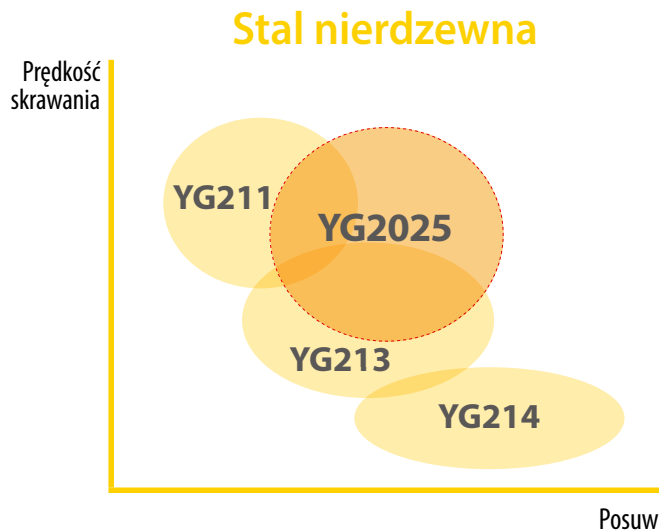 Stal nierdzewna
Prędkość
skrawania
YG211
YG2025
YG213
YG214
Posuw